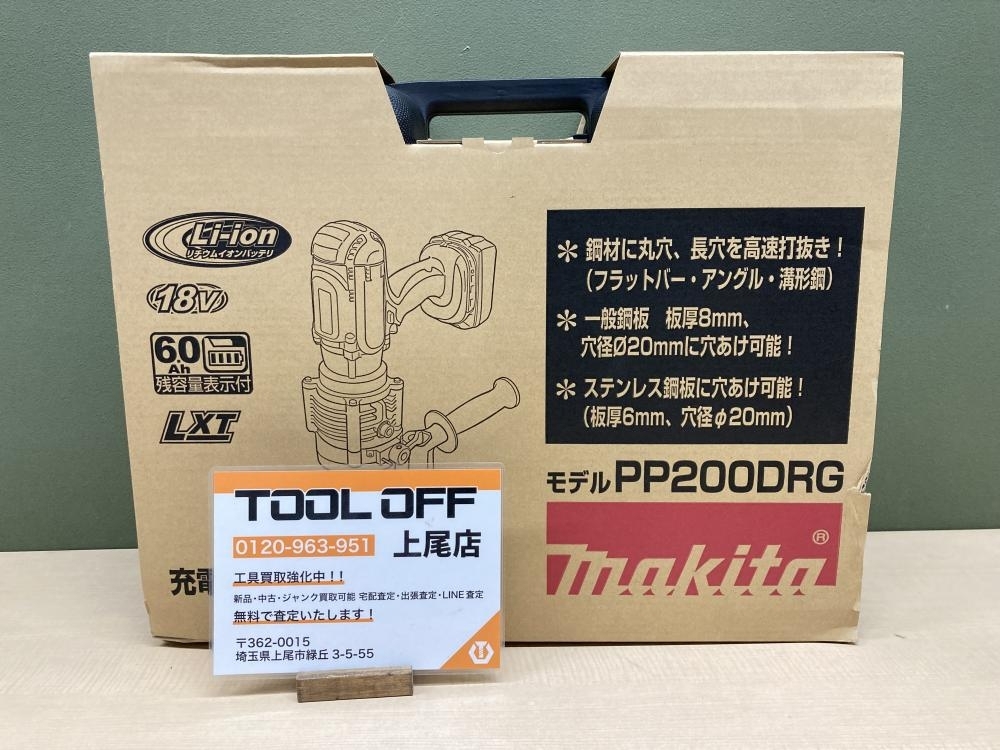 Li-ion
リチウムイオンバッテリ
18V
6.0
Ah
残容量表示付
LXT
＊ 鋼材に丸穴、長穴を高速打抜き！
（フラットバー・アングル・溝形鋼）
＊ 一般鋼板 板厚8mm、
穴径Ø20mmに穴あけ可能！
＊ ステンレス鋼板に穴あけ可能！
（板厚6mm、穴径φ20mm）
モデル PP200DRG
makita®
充電
TOOL OFF
0120-963-951 上尾店
工具買取強化中！！
新品・中古・ジャンク買取可能 宅配査定・出張査定・LINE査定
無料で査定いたします！
〒362-0015
埼玉県上尾市緑丘 3-5-55